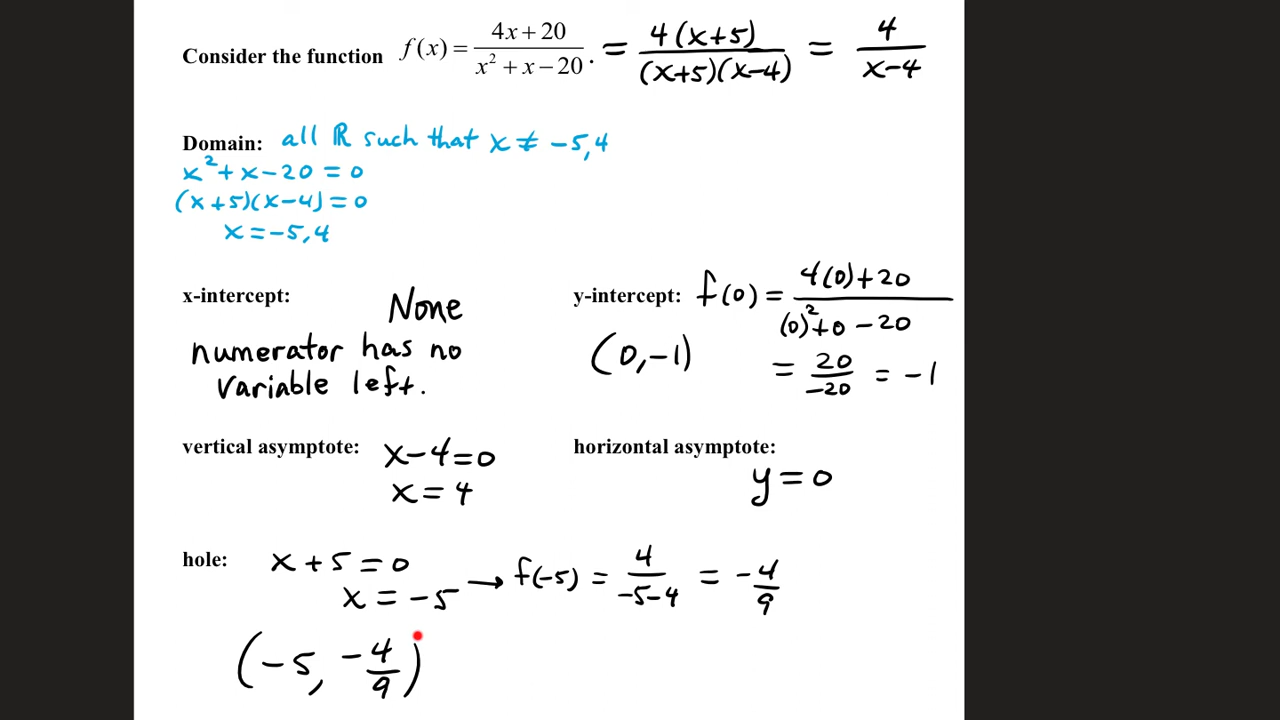 Consider the function f(x) = (4x + 20)/(x² + x − 20). = 4(x+5)/((x+5)(x−4)) = 4/(x−4)
Domain: all ℝ such that x ≠ −5,4
x² + x − 20 = 0
(x+5)(x−4) = 0
x = −5,4
x-intercept: None
numerator has no
variable left.
y-intercept: f(0) = (4(0)+20)/((0)²+0−20)
(0,−1)
= 20/−20 = −1
vertical asymptote: x−4=0
x = 4
horizontal asymptote:
y = 0
hole: x + 5 = 0
x = −5 → f(−5) = 4/(−5−4) = −4/9
(−5, −4/9)